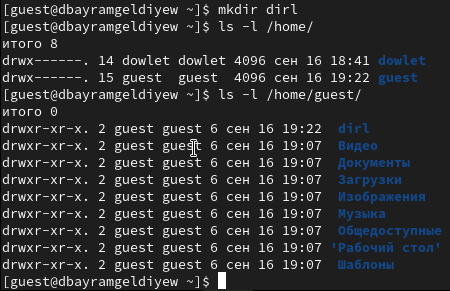 [guest@dbayramgeldiyew ~]$ mkdir dirl
[guest@dbayramgeldiyew ~]$ ls -l /home/
итого 8
drwx------. 14 dowlet dowlet 4096 сен 16 18:41 dowlet
drwx------. 15 guest  guest  4096 сен 16 19:22 guest
[guest@dbayramgeldiyew ~]$ ls -l /home/guest/
итого 0
drwxr-xr-x. 2 guest guest 6 сен 16 19:22  dirl
drwxr-xr-x. 2 guest guest 6 сен 16 19:07  Видео
drwxr-xr-x. 2 guest guest 6 сен 16 19:07  Документы
drwxr-xr-x. 2 guest guest 6 сен 16 19:07  Загрузки
drwxr-xr-x. 2 guest guest 6 сен 16 19:07  Изображения
drwxr-xr-x. 2 guest guest 6 сен 16 19:07  Музыка
drwxr-xr-x. 2 guest guest 6 сен 16 19:07  Общедоступные
drwxr-xr-x. 2 guest guest 6 сен 16 19:07 'Рабочий стол'
drwxr-xr-x. 2 guest guest 6 сен 16 19:07  Шаблоны
[guest@dbayramgeldiyew ~]$